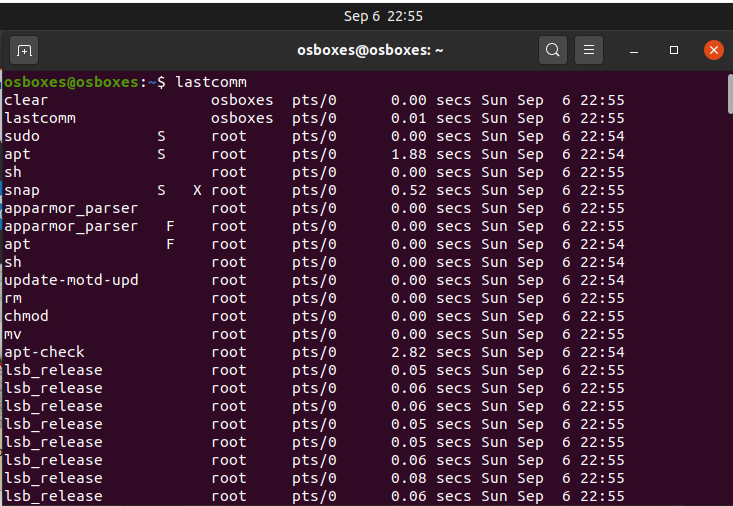 Sep 6 22:55
osboxes@osboxes: ~
osboxes@osboxes:~$ lastcomm
clear                  osboxes  pts/0      0.00 secs Sun Sep  6 22:55
lastcomm               osboxes  pts/0      0.01 secs Sun Sep  6 22:55
sudo             S     root     pts/0      0.00 secs Sun Sep  6 22:54
apt              S     root     pts/0      1.88 secs Sun Sep  6 22:54
sh                     root     pts/0      0.00 secs Sun Sep  6 22:55
snap             S   X root     pts/0      0.52 secs Sun Sep  6 22:55
apparmor_parser        root     pts/0      0.00 secs Sun Sep  6 22:55
apparmor_parser   F    root     pts/0      0.00 secs Sun Sep  6 22:55
apt               F    root     pts/0      0.00 secs Sun Sep  6 22:54
sh                     root     pts/0      0.00 secs Sun Sep  6 22:54
update-motd-upd        root     pts/0      0.00 secs Sun Sep  6 22:54
rm                     root     pts/0      0.00 secs Sun Sep  6 22:55
chmod                  root     pts/0      0.00 secs Sun Sep  6 22:55
mv                     root     pts/0      0.00 secs Sun Sep  6 22:55
apt-check              root     pts/0      2.82 secs Sun Sep  6 22:54
lsb_release            root     pts/0      0.05 secs Sun Sep  6 22:55
lsb_release            root     pts/0      0.06 secs Sun Sep  6 22:55
lsb_release            root     pts/0      0.06 secs Sun Sep  6 22:55
lsb_release            root     pts/0      0.05 secs Sun Sep  6 22:55
lsb_release            root     pts/0      0.05 secs Sun Sep  6 22:55
lsb_release            root     pts/0      0.06 secs Sun Sep  6 22:55
lsb_release            root     pts/0      0.08 secs Sun Sep  6 22:55
lsb_release            root     pts/0      0.06 secs Sun Sep  6 22:55